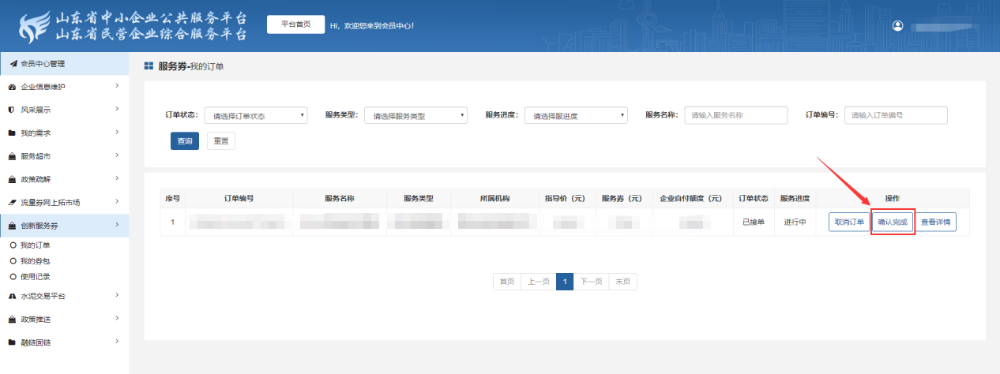 山东省中小企业公共服务平台
山东省民营企业综合服务平台
平台首页
Hi，欢迎您来到会员中心！
会员中心管理
企业信息维护
风采展示
我的需求
服务超市
政策疏解
流量券网上拓市场
创新服务券
我的订单
我的券包
使用记录
水泥交易平台
政策推送
融链固链
服务券-我的订单
订单状态： 请选择订单状态 服务类型： 请选择服务类型 服务进度： 请选择服进度 服务名称： 请输入服务名称 订单编号： 请输入订单编号
查询 重置
序号 订单编号 服务名称 服务类型 所属机构 指导价（元） 服务券（元） 企业自付额度（元） 订单状态 服务进度 操作
1 已接单 进行中 取消订单 确认完成 查看详情
首页 上一页 1 下一页 末页